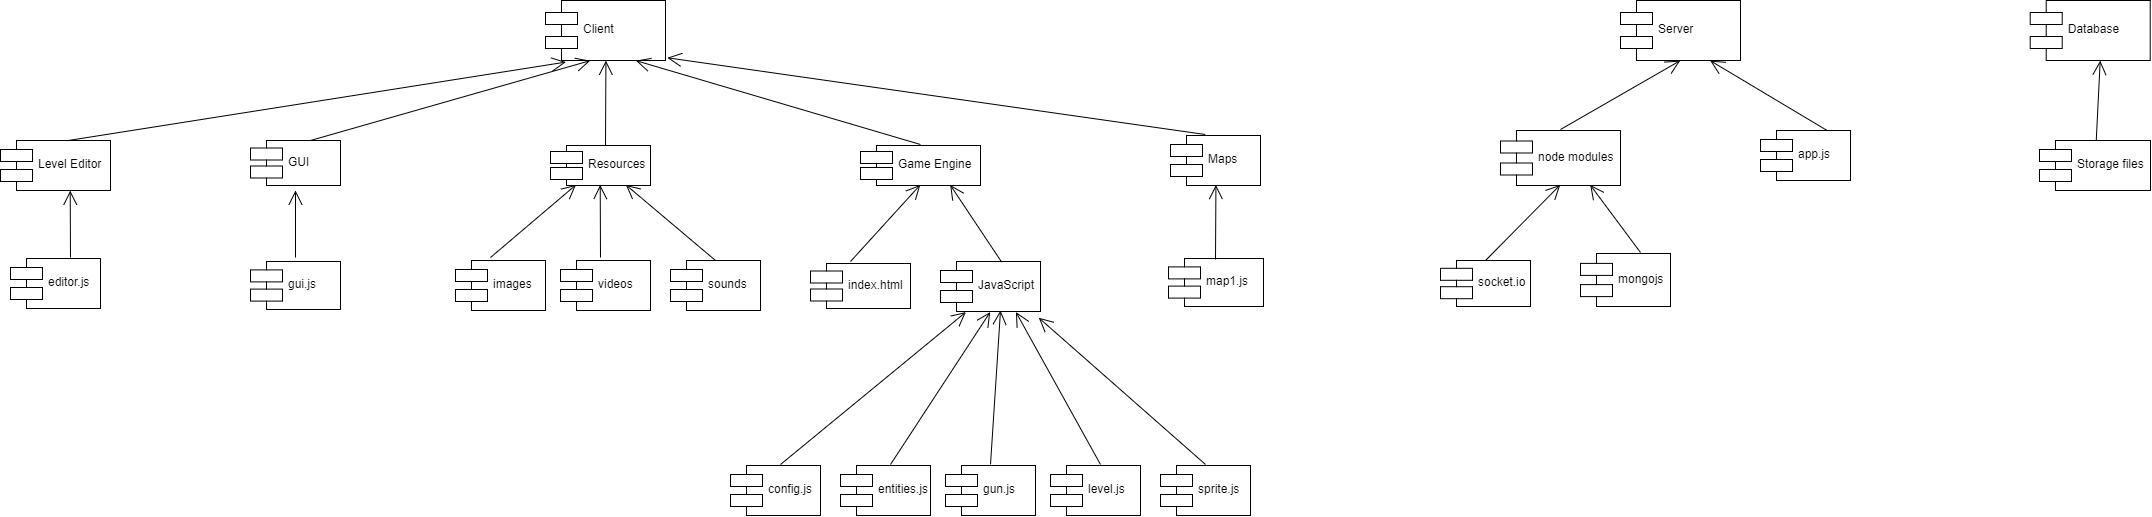 Client
Server
Database
Level Editor
GUI
Resources
Game Engine
Maps
node modules
app.js
Storage files
editor.js
gui.js
images
videos
sounds
index.html
JavaScript
map1.js
socket.io
mongojs
config.js
entities.js
gun.js
level.js
sprite.js